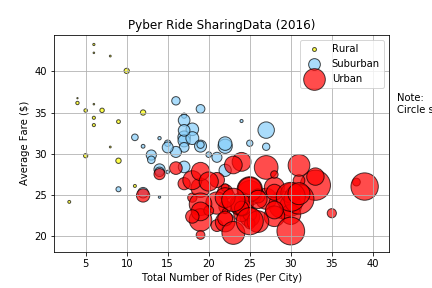 Pyber Ride SharingData (2016)
Rural
Suburban
Urban
Note:
Circle s
Average Fare ($)
40
35
30
25
20
5 10 15 20 25 30 35 40
Total Number of Rides (Per City)